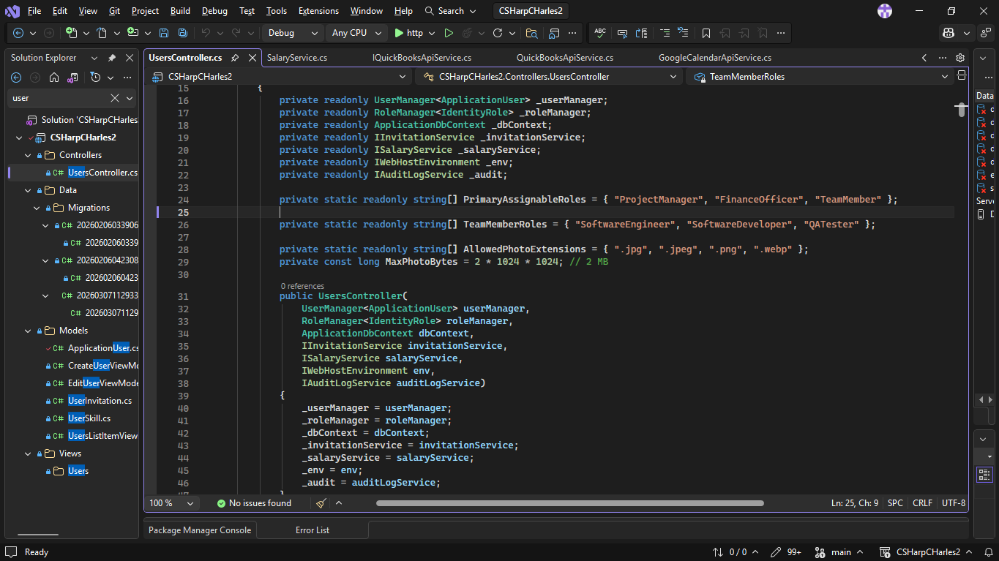 File Edit View Git Project Build Debug Test Tools Extensions Window Help Search CSHarpCHarles2
Debug Any CPU http
Solution Explorer
user
Solution 'CSHarpCHarles
CSHarpCHarles2
Controllers
UsersController.cs
Data
Migrations
20260206033906
202602060339
20260206042308
202602060423
20260307112933
202603071129
Models
ApplicationUser.cs
CreateUserViewMo
EditUserViewMode
UserInvitation.cs
UserSkill.cs
UsersListItemView
Views
Users
UsersController.cs SalaryService.cs IQuickBooksApiService.cs QuickBooksApiService.cs GoogleCalendarApiService.cs
CSHarpCHarles2 CSHarpCHarles2.Controllers.UsersController TeamMemberRoles
15 {
16 private readonly UserManager<ApplicationUser> _userManager;
17 private readonly RoleManager<IdentityRole> _roleManager;
18 private readonly ApplicationDbContext _dbContext;
19 private readonly IInvitationService _invitationService;
20 private readonly ISalaryService _salaryService;
21 private readonly IWebHostEnvironment _env;
22 private readonly IAuditLogService _audit;
23
24 private static readonly string[] PrimaryAssignableRoles = { "ProjectManager", "FinanceOfficer", "TeamMember" };
25
26 private static readonly string[] TeamMemberRoles = { "SoftwareEngineer", "SoftwareDeveloper", "QATester" };
27
28 private static readonly string[] AllowedPhotoExtensions = { ".jpg", ".jpeg", ".png", ".webp" };
29 private const long MaxPhotoBytes = 2 * 1024 * 1024; // 2 MB
30
0 references
31 public UsersController(
32 UserManager<ApplicationUser> userManager,
33 RoleManager<IdentityRole> roleManager,
34 ApplicationDbContext dbContext,
35 IInvitationService invitationService,
36 ISalaryService salaryService,
37 IWebHostEnvironment env,
38 IAuditLogService auditLogService)
39 {
40 _userManager = userManager;
41 _roleManager = roleManager;
42 _dbContext = dbContext;
43 _invitationService = invitationService;
44 _salaryService = salaryService;
45 _env = env;
46 _audit = auditLogService;
100 % No issues found Ln: 25, Ch: 9 SPC CRLF UTF-8
Data
Serve
Package Manager Console Error List
Ready 0 / 0 99+ main CSHarpCHarles2